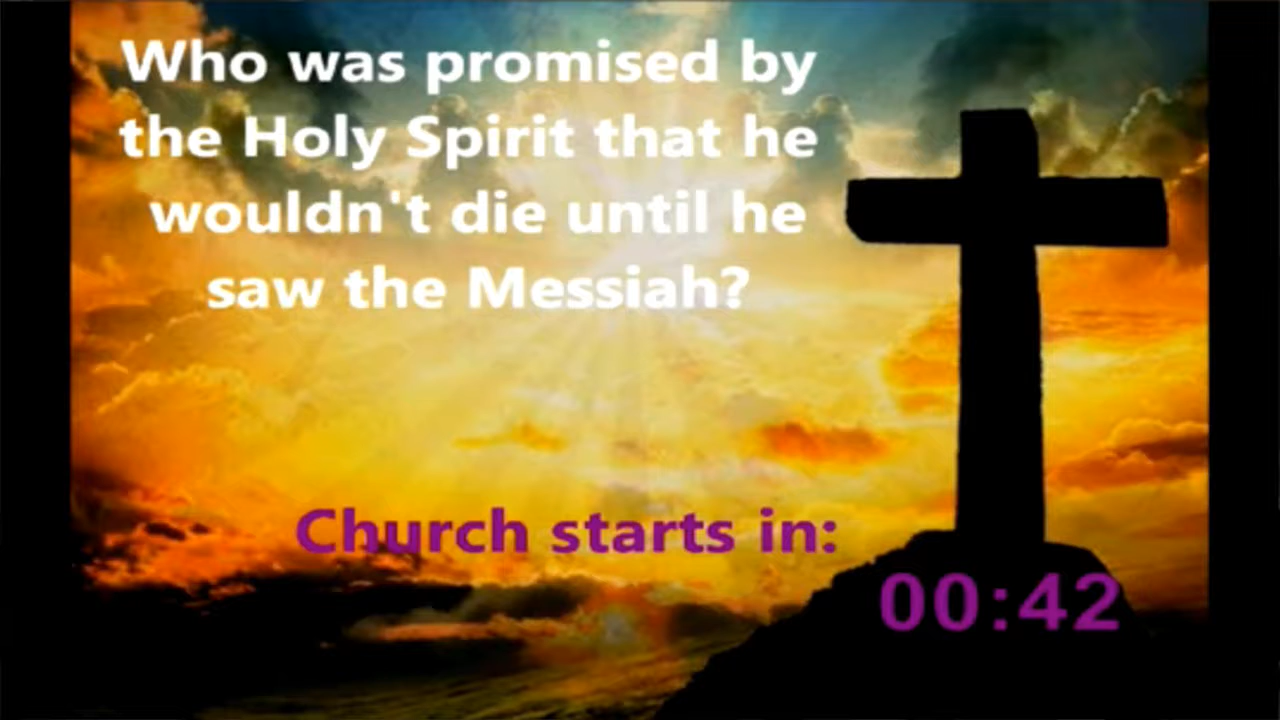 Who was promised by
the Holy Spirit that he
wouldn't die until he
saw the Messiah?
Church starts in:
00:42